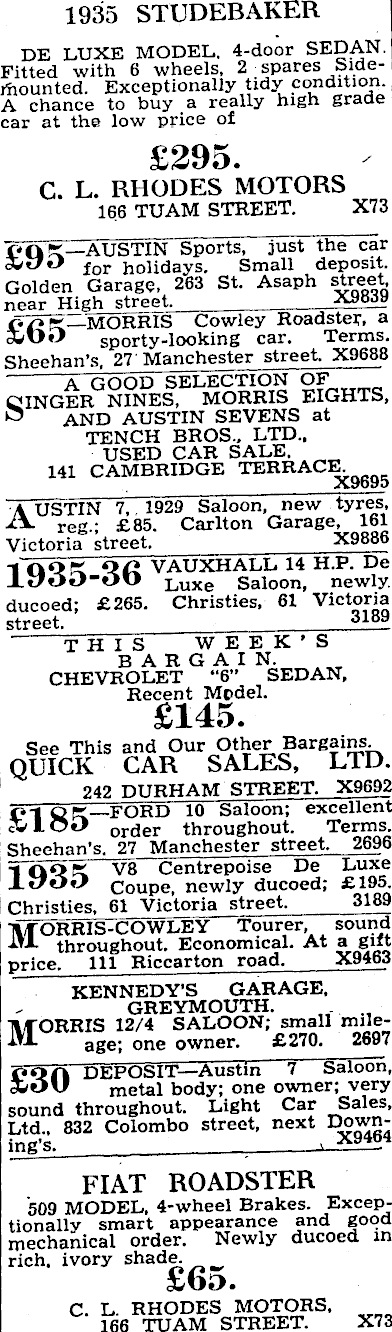 1935 STUDEBAKER
DE LUXE MODEL, 4-door SEDAN.
Fitted with 6 wheels, 2 spares Side-
mounted. Exceptionally tidy condition.
A chance to buy a really high grade
car at the low price of
£295.
C. L. RHODES MOTORS
166 TUAM STREET. X73
£95—AUSTIN Sports, just the car
for holidays. Small deposit.
Golden Garage, 263 St. Asaph street,
near High street. X9839
£65—MORRIS Cowley Roadster, a
sporty-looking car. Terms.
Sheehan's, 27 Manchester street. X9688
A GOOD SELECTION OF
SINGER NINES, MORRIS EIGHTS,
AND AUSTIN SEVENS at
TENCH BROS., LTD.,
USED CAR SALE,
141 CAMBRIDGE TERRACE.
X9695
AUSTIN 7, 1929 Saloon, new tyres,
reg.; £85. Carlton Garage, 161
Victoria street. X9886
1935-36 VAUXHALL 14 H.P. De
Luxe Saloon, newly
ducoed; £265. Christies, 61 Victoria
street. 3189
THIS WEEK'S
BARGAIN.
CHEVROLET "6" SEDAN,
Recent Model.
£145.
See This and Our Other Bargains.
QUICK CAR SALES, LTD.
242 DURHAM STREET. X9692
£185—FORD 10 Saloon; excellent
order throughout. Terms.
Sheehan's, 27 Manchester street. 2696
1935 V8 Centrepoise De Luxe
Coupe, newly ducoed; £195.
Christies, 61 Victoria street. 3189
MORRIS-COWLEY Tourer, sound
throughout. Economical. At a gift
price. 111 Riccarton road. X9463
KENNEDY'S GARAGE,
GREYMOUTH.
MORRIS 12/4 SALOON; small mile-
age; one owner. £270. 2697
£30 DEPOSIT—Austin 7 Saloon,
metal body; one owner; very
sound throughout. Light Car Sales,
Ltd., 832 Colombo street, next Down-
ing's. X9464
FIAT ROADSTER
509 MODEL, 4-wheel Brakes. Excep-
tionally smart appearance and good
mechanical order. Newly ducoed in
rich, ivory shade.
£65.
C. L. RHODES MOTORS,
166 TUAM STREET. X73